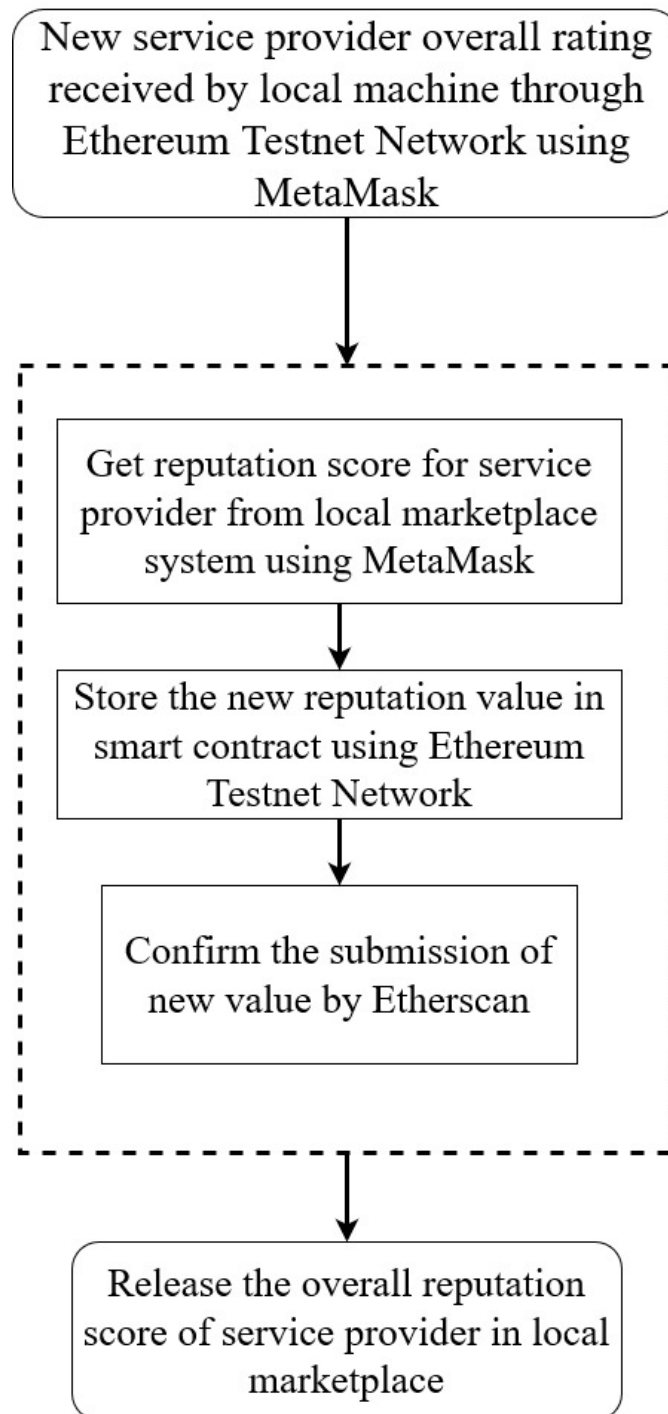 New service provider overall rating
received by local machine through
Ethereum Testnet Network using
MetaMask
Get reputation score for service
provider from local marketplace
system using MetaMask
Store the new reputation value in
smart contract using Ethereum
Testnet Network
Confirm the submission of
new value by Etherscan
Release the overall reputation
score of service provider in local
marketplace